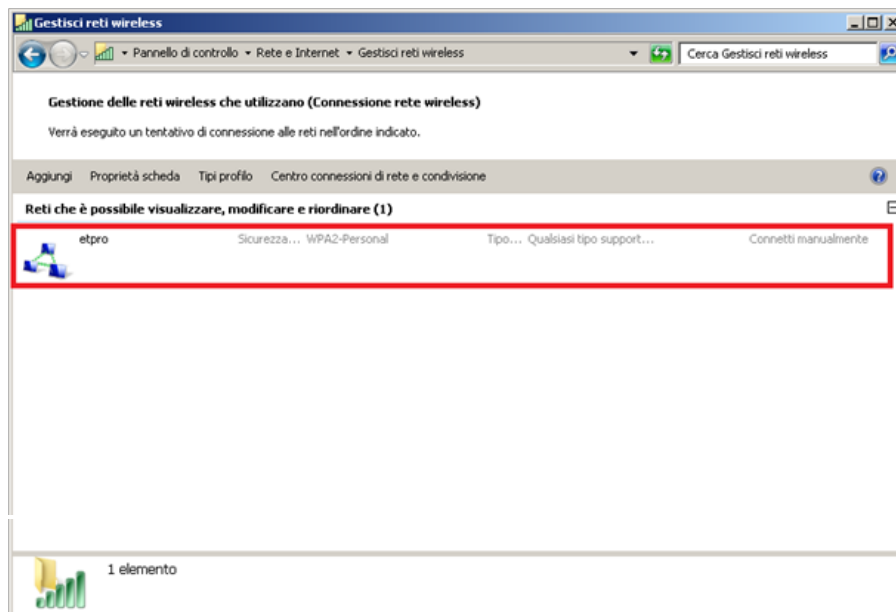 Gestisci reti wireless
Pannello di controllo Rete e Internet Gestisci reti wireless Cerca Gestisci reti wireless
Gestione delle reti wireless che utilizzano (Connessione rete wireless)
Verrà eseguito un tentativo di connessione alle reti nell'ordine indicato.
Aggiungi Proprietà scheda Tipi profilo Centro connessioni di rete e condivisione
Reti che è possibile visualizzare, modificare e riordinare (1)
etpro Sicurezza... WPA2-Personal Tipo... Qualsiasi tipo support... Connetti manualmente
1 elemento